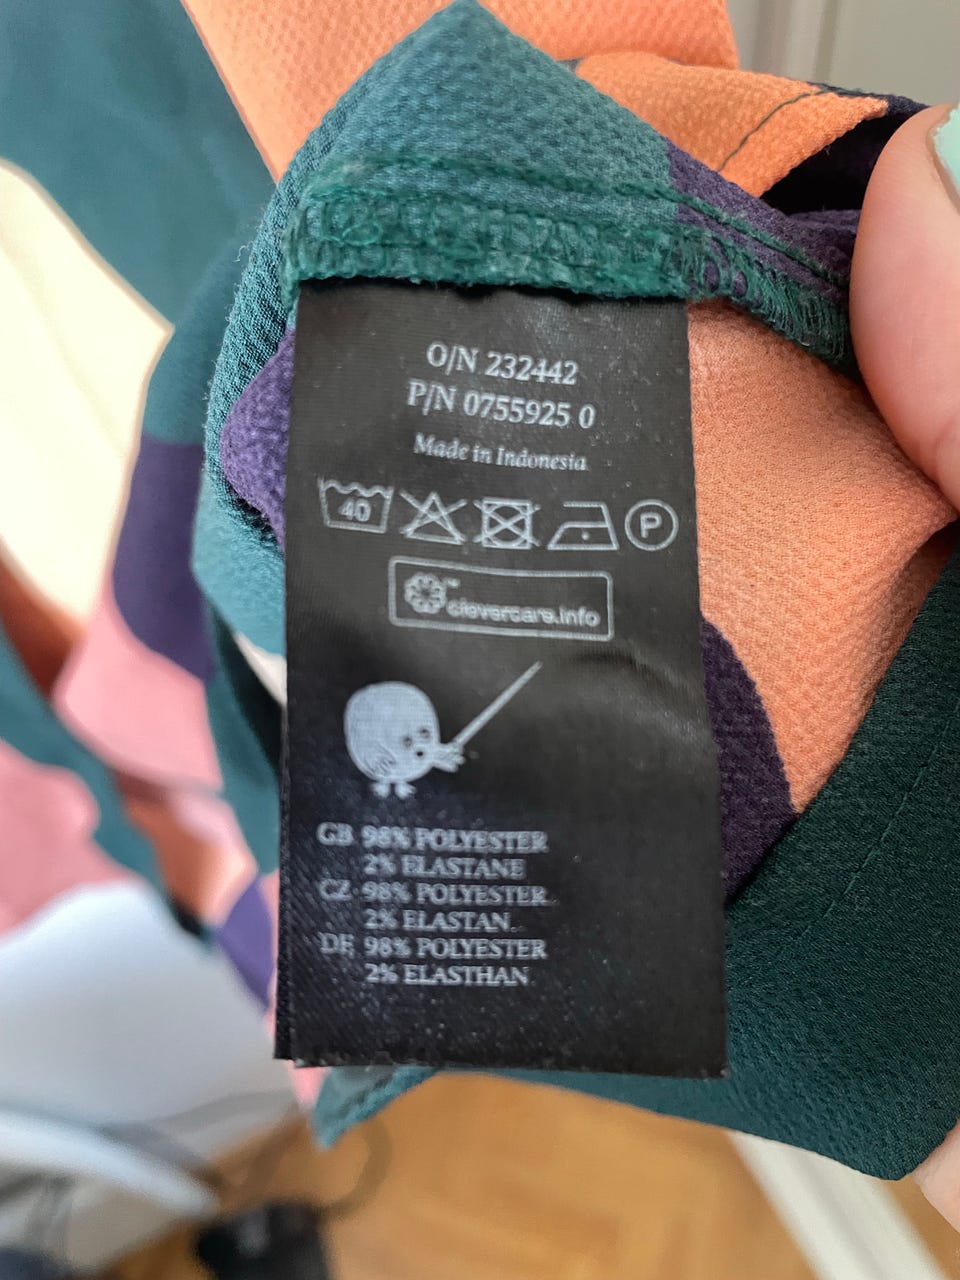 O/N 232442
P/N 0755925 0
Made in Indonesia
40 P
™ clevercare.info
GB 98% POLYESTER
2% ELASTANE
CZ 98% POLYESTER
2% ELASTAN
DE 98% POLYESTER
2% ELASTHAN